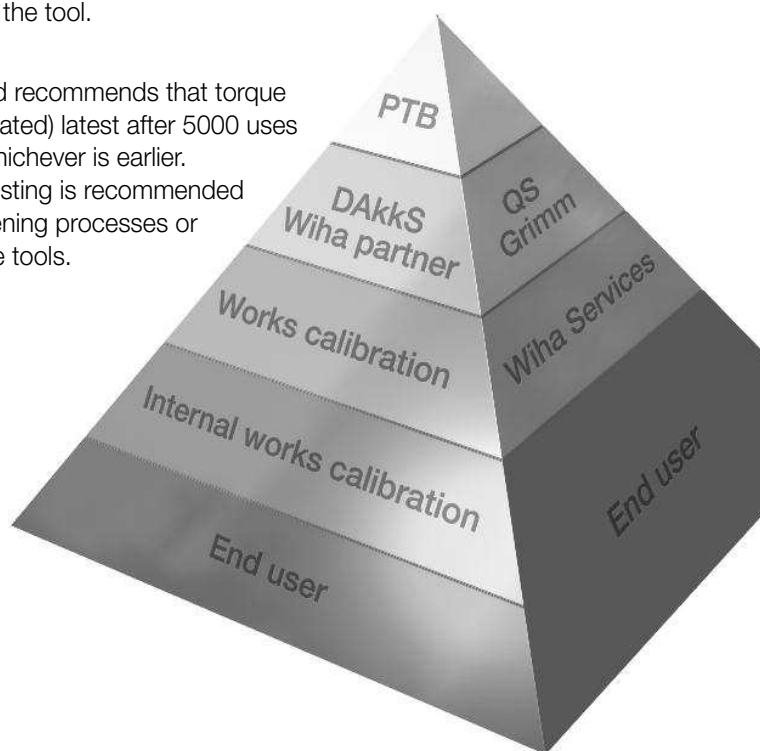 the tool.
d recommends that torque
ated) latest after 5000 uses
hichever is earlier.
sting is recommended
ening processes or
e tools.
PTB
DAkkS
Wiha partner
QS
Grimm
Works calibration
Wiha Services
Internal works calibration
End user
End user